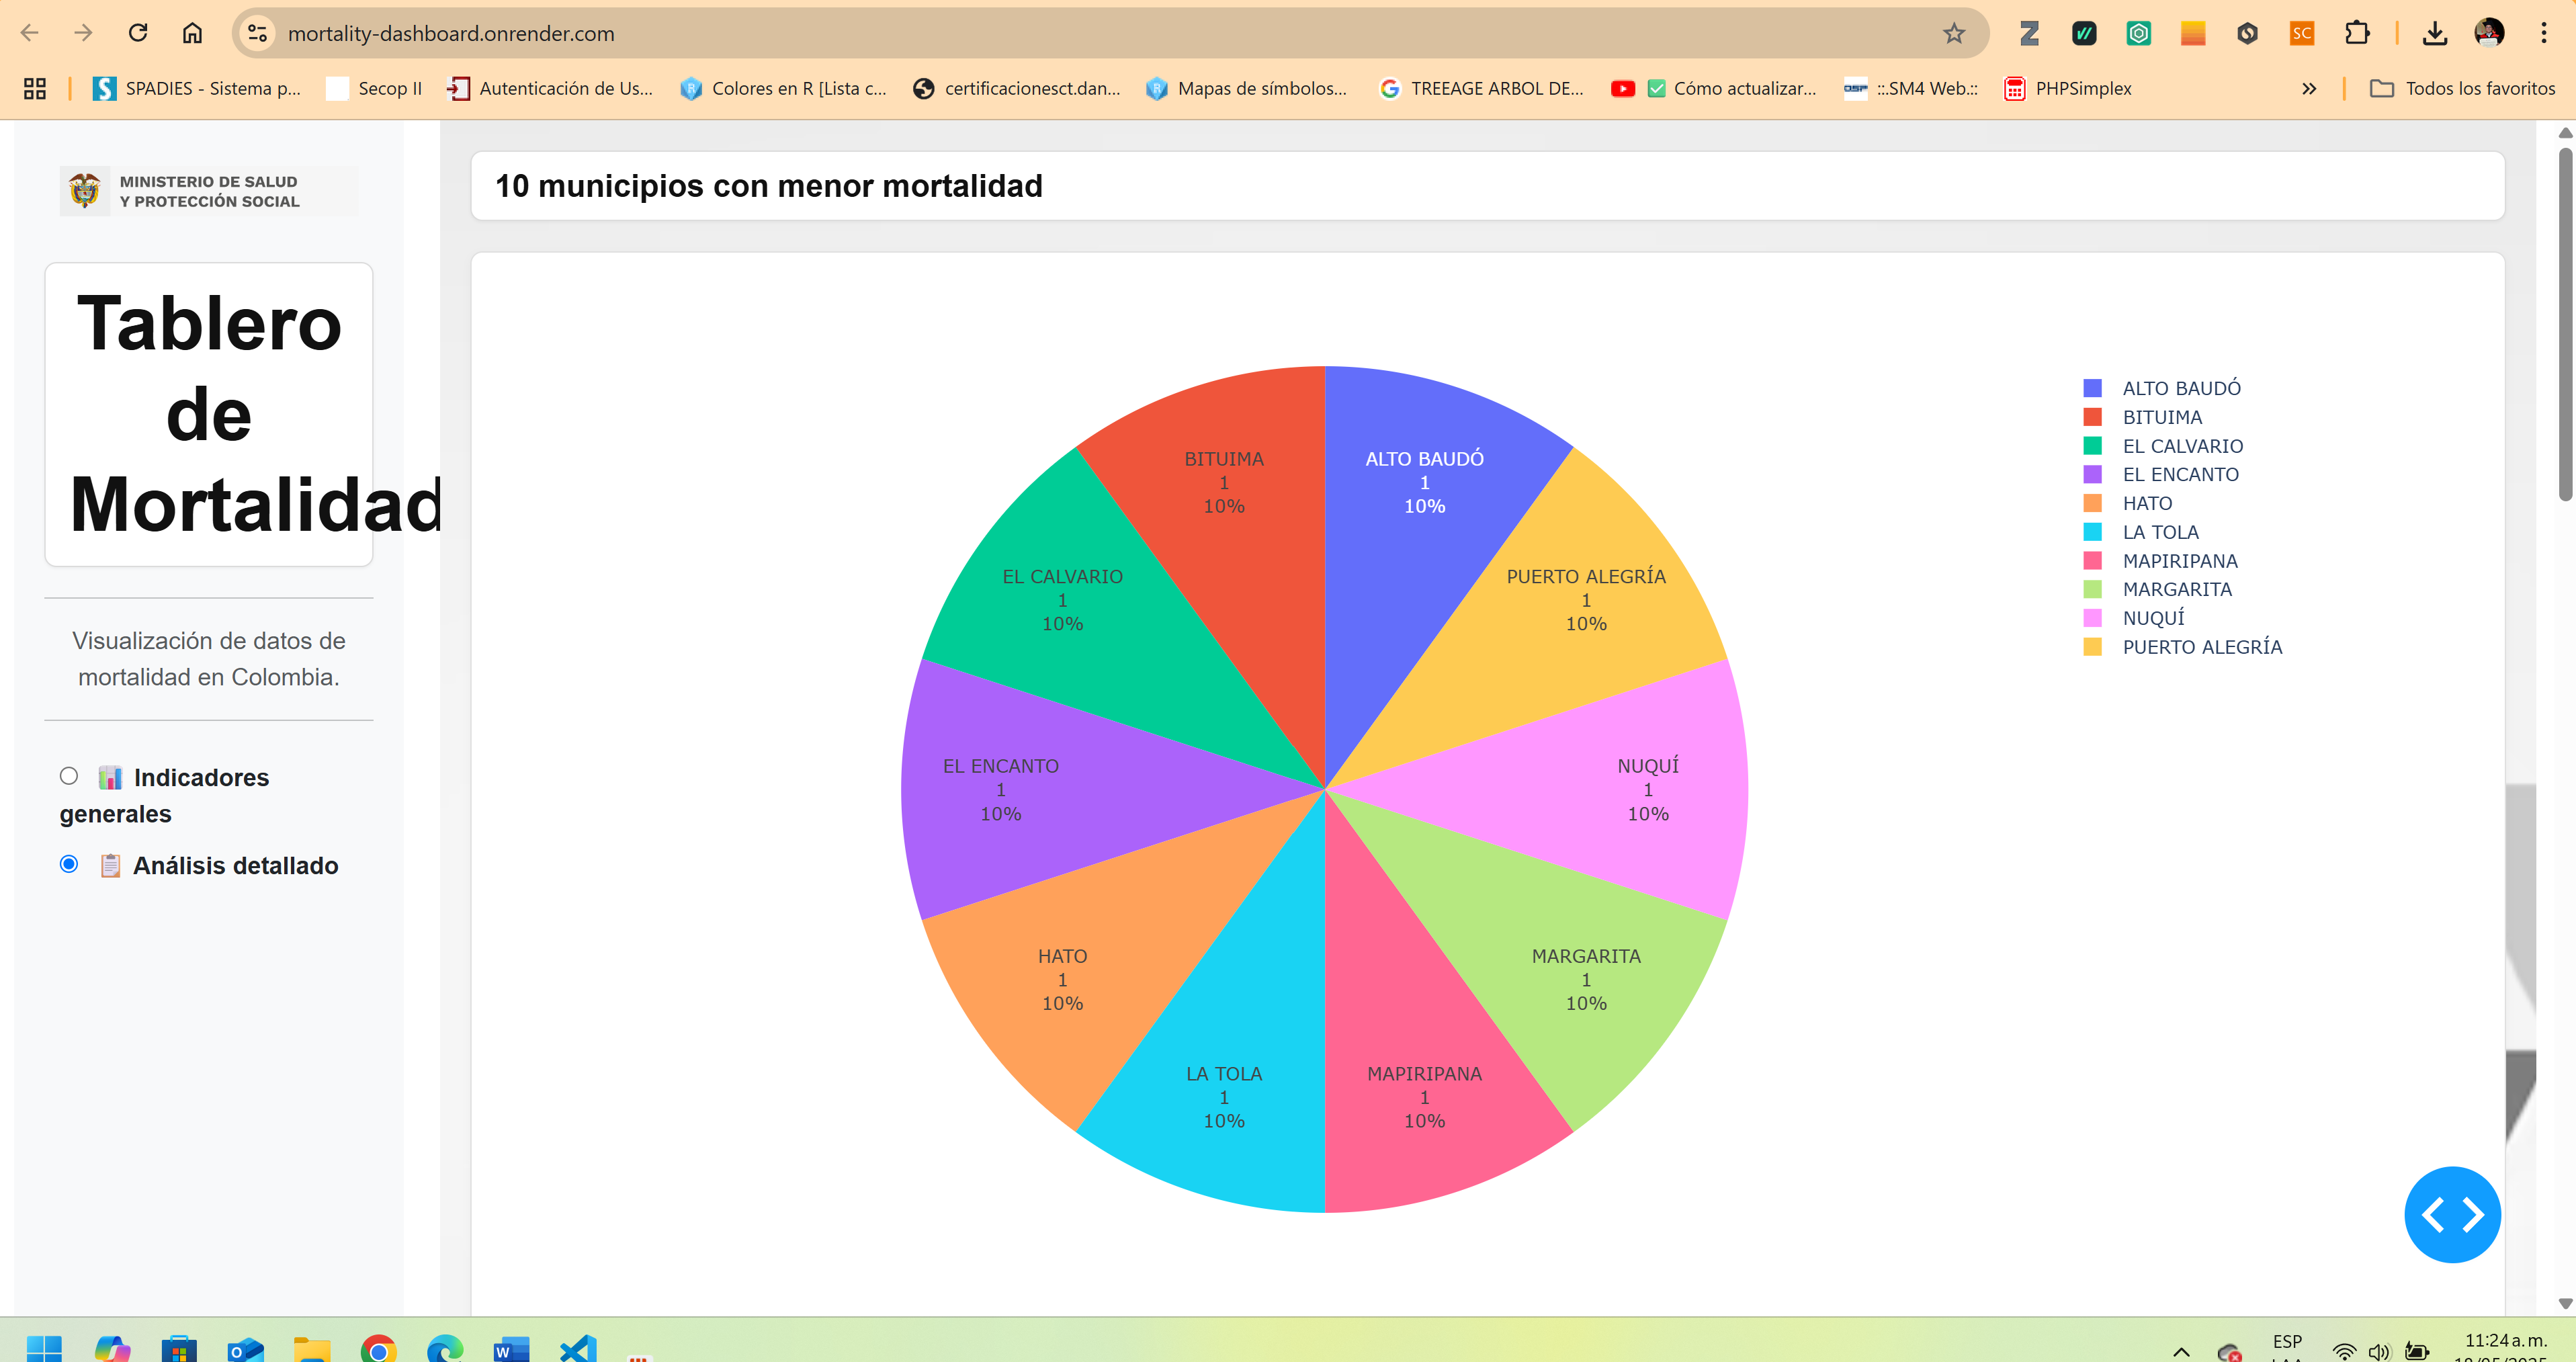 mortality-dashboard.onrender.com
SC
SPADIES - Sistema p...
Secop II
Autenticación de Us...
Colores en R [Lista c...
certificacionesct.dan...
Mapas de símbolos...
TREEAGE ARBOL DE...
Cómo actualizar...
::.SM4 Web.::
PHPSimplex
Todos los favoritos
MINISTERIO DE SALUD
Y PROTECCIÓN SOCIAL
Tablero
de
Mortalidad
Visualización de datos de
mortalidad en Colombia.
Indicadores
generales
Análisis detallado
10 municipios con menor mortalidad
BITUIMA
1
10%
ALTO BAUDÓ
1
10%
EL CALVARIO
1
10%
PUERTO ALEGRÍA
1
10%
EL ENCANTO
1
10%
NUQUÍ
1
10%
HATO
1
10%
MARGARITA
1
10%
LA TOLA
1
10%
MAPIRIPANA
1
10%
ALTO BAUDÓ
BITUIMA
EL CALVARIO
EL ENCANTO
HATO
LA TOLA
MAPIRIPANA
MARGARITA
NUQUÍ
PUERTO ALEGRÍA
ESP
11:24 a. m.